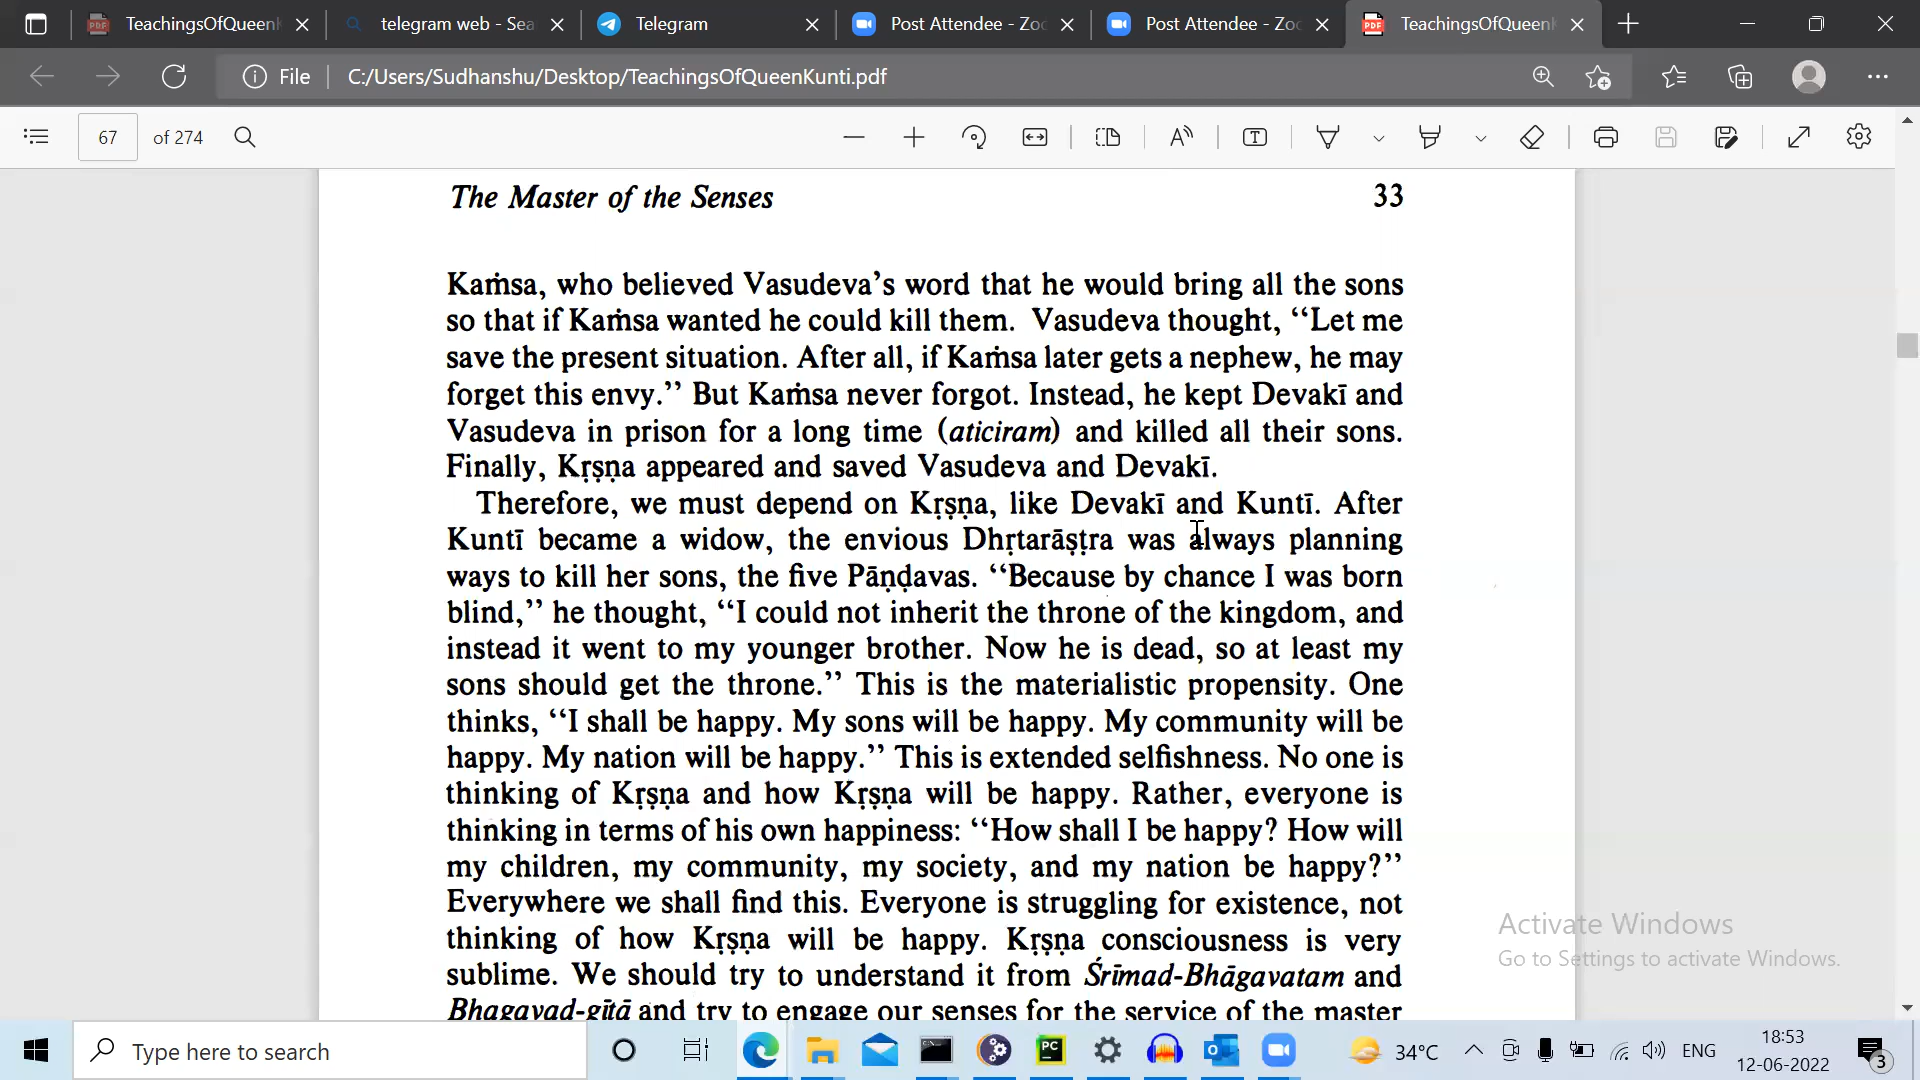 TeachingsOfQueenK
telegram web - Sea
Telegram
Post Attendee - Zoo
Post Attendee - Zoo
TeachingsOfQueenK
File
C:/Users/Sudhanshu/Desktop/TeachingsOfQueenKunti.pdf
67 of 274
The Master of the Senses 33
Kaṁsa, who believed Vasudeva's word that he would bring all the sons
so that if Kaṁsa wanted he could kill them. Vasudeva thought, "Let me
save the present situation. After all, if Kaṁsa later gets a nephew, he may
forget this envy." But Kaṁsa never forgot. Instead, he kept Devakī and
Vasudeva in prison for a long time (aticiram) and killed all their sons.
Finally, Kṛṣṇa appeared and saved Vasudeva and Devakī.
Therefore, we must depend on Kṛṣṇa, like Devakī and Kuntī. After
Kuntī became a widow, the envious Dhṛtarāṣṭra was always planning
ways to kill her sons, the five Pāṇḍavas. "Because by chance I was born
blind," he thought, "I could not inherit the throne of the kingdom, and
instead it went to my younger brother. Now he is dead, so at least my
sons should get the throne." This is the materialistic propensity. One
thinks, "I shall be happy. My sons will be happy. My community will be
happy. My nation will be happy." This is extended selfishness. No one is
thinking of Kṛṣṇa and how Kṛṣṇa will be happy. Rather, everyone is
thinking in terms of his own happiness: "How shall I be happy? How will
my children, my community, my society, and my nation be happy?"
Everywhere we shall find this. Everyone is struggling for existence, not
thinking of how Kṛṣṇa will be happy. Kṛṣṇa consciousness is very
sublime. We should try to understand it from Śrīmad-Bhāgavatam and
Bhagavad-gītā and try to engage our senses for the service of the master
Activate Windows
Go to Settings to activate Windows.
Type here to search
PC
34°C
ENG
18:53
12-06-2022
3